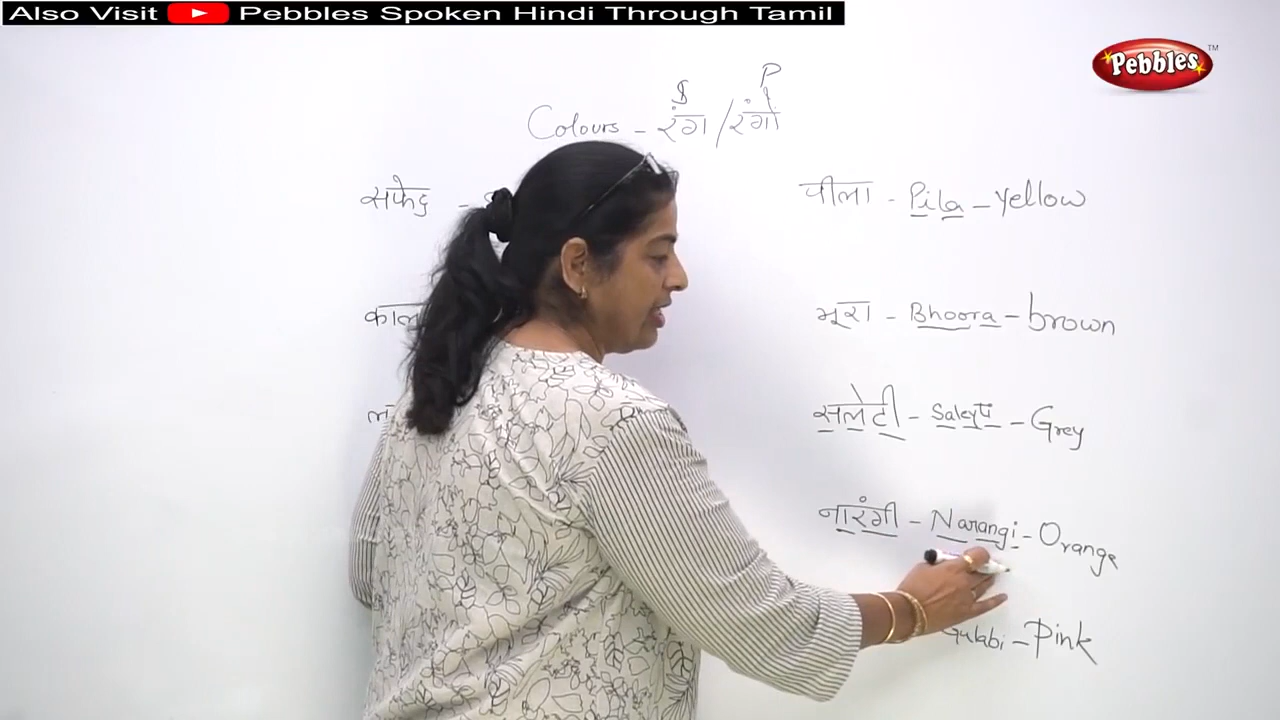 Also Visit Pebbles Spoken Hindi Through Tamil
Pebbles TM
S P
Colours - रंग / रंगों
सफेद -
पीला - Pila - yellow
काल
भूरा - Bhoora - brown
सलेटी - Saleyti - Grey
नारंगी - Narangi - Orange
Gulabi - Pink